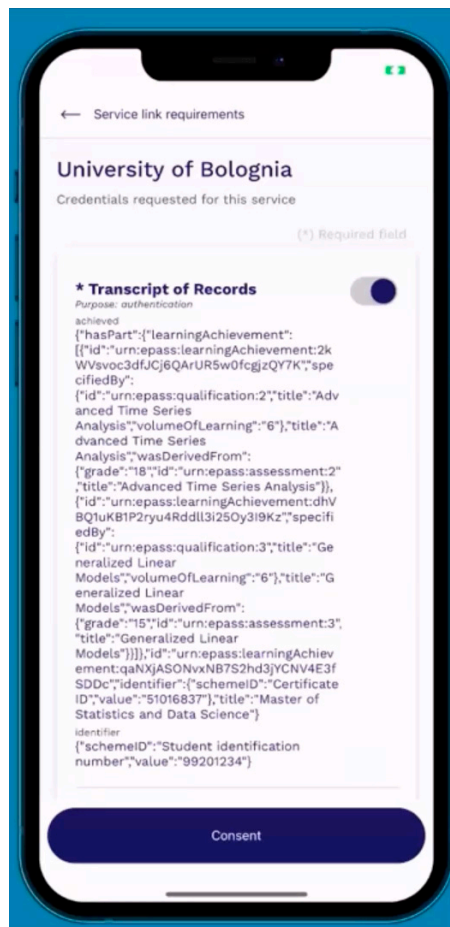 ← Service link requirements
University of Bolognia
Credentials requested for this service
(*) Required field
* Transcript of Records
Purpose: authentication
achieved
{"hasPart":{"learningAchievement":
[{"id":"urn:epass:learningAchievement:2k
WVsvoc3dfJCj6QArUR5w0fcgjzQY7K","spe
cifiedBy":
{"id":"urn:epass:qualification:2","title":"Adv
anced Time Series
Analysis","volumeOfLearning":"6"},"title":"A
dvanced Time Series
Analysis","wasDerivedFrom":
{"grade":"18","id":"urn:epass:assessment:2"
,"title":"Advanced Time Series Analysis"}},
{"id":"urn:epass:learningAchievement:dhV
BQ1uKB1P2ryu4Rddll3i25Oy3I9Kz","specifi
edBy":
{"id":"urn:epass:qualification:3","title":"Ge
neralized Linear
Models","volumeOfLearning":"6"},"title":"G
eneralized Linear
Models","wasDerivedFrom":
{"grade":"15","id":"urn:epass:assessment:3",
"title":"Generalized Linear
Models"}}]},"id":"urn:epass:learningAchiev
ement:qaNXjASONvxNB7S2hd3jYCNV4E3f
SDDc","identifier":{"schemeID":"Certificate
ID","value":"51016837"},"title":"Master of
Statistics and Data Science"}
identifier
{"schemeID":"Student identification
number","value":"99201234"}
Consent